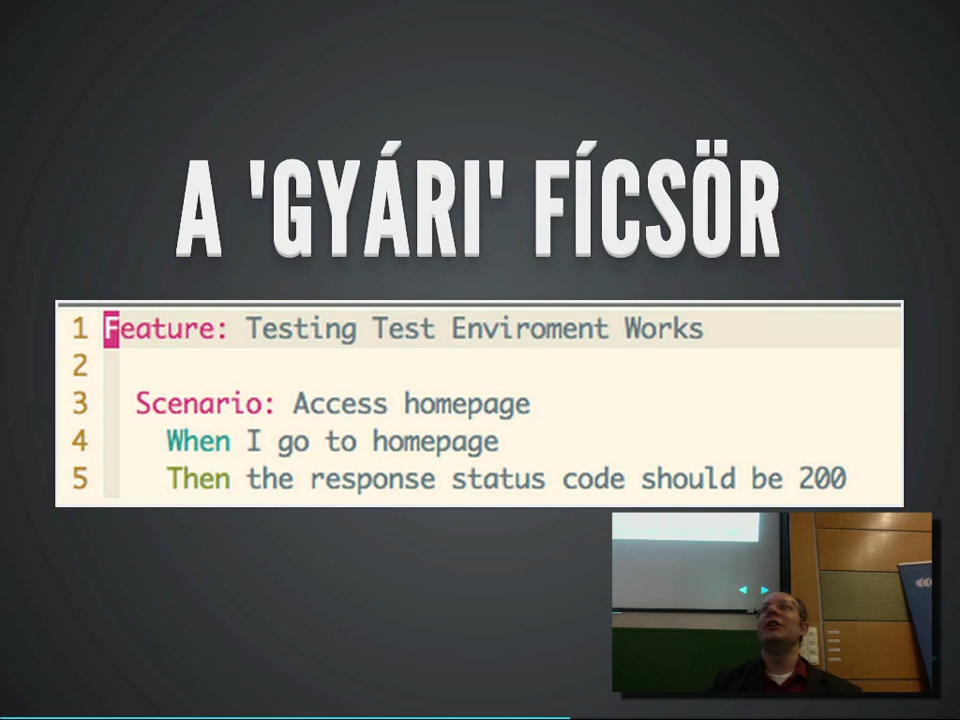 A 'GYÁRI' FÍCSÖR
1 Feature: Testing Test Enviroment Works
2
3 Scenario: Access homepage
4 When I go to homepage
5 Then the response status code should be 200